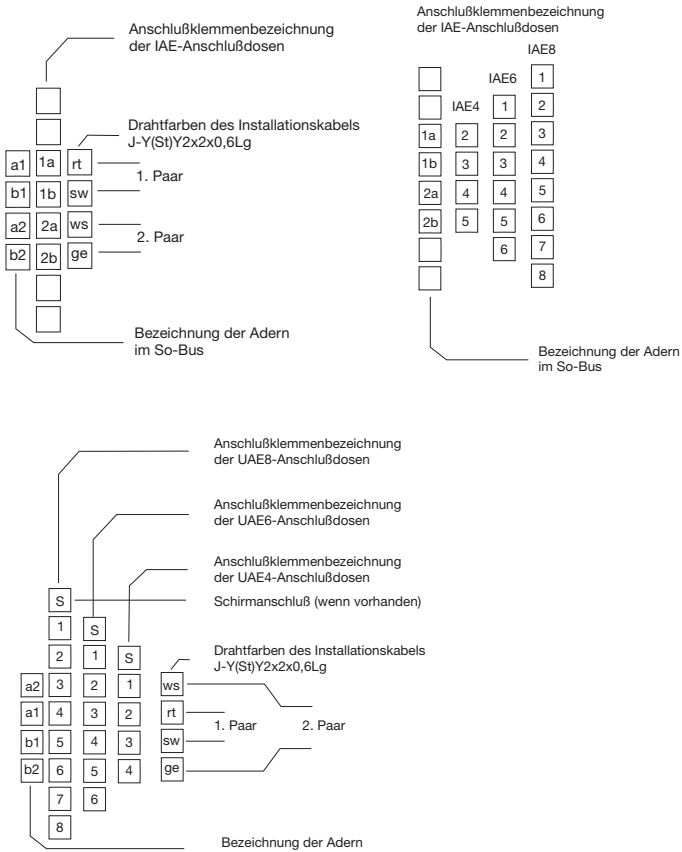 Anschlußklemmenbezeichnung
der IAE-Anschlußdosen
Drahtfarben des Installationskabels
J-Y(St)Y2x2x0,6Lg
a1 1a rt
1. Paar
b1 1b sw
a2 2a ws
2. Paar
b2 2b ge
Bezeichnung der Adern
im So-Bus
Anschlußklemmenbezeichnung
der IAE-Anschlußdosen
IAE8
IAE6 1
IAE4 1 2
1a 2 2 3
1b 3 3 4
2a 4 4 5
2b 5 5 6
6 7
8
Bezeichnung der Adern
im So-Bus
Anschlußklemmenbezeichnung
der UAE8-Anschlußdosen
Anschlußklemmenbezeichnung
der UAE6-Anschlußdosen
Anschlußklemmenbezeichnung
der UAE4-Anschlußdosen
S Schirmanschluß (wenn vorhanden)
1 S
Drahtfarben des Installationskabels
J-Y(St)Y2x2x0,6Lg
2 1 S
a2 3 2 1 ws
a1 4 3 2 rt
1. Paar 2. Paar
b1 5 4 3 sw
b2 6 5 4 ge
7 6
8
Bezeichnung der Adern